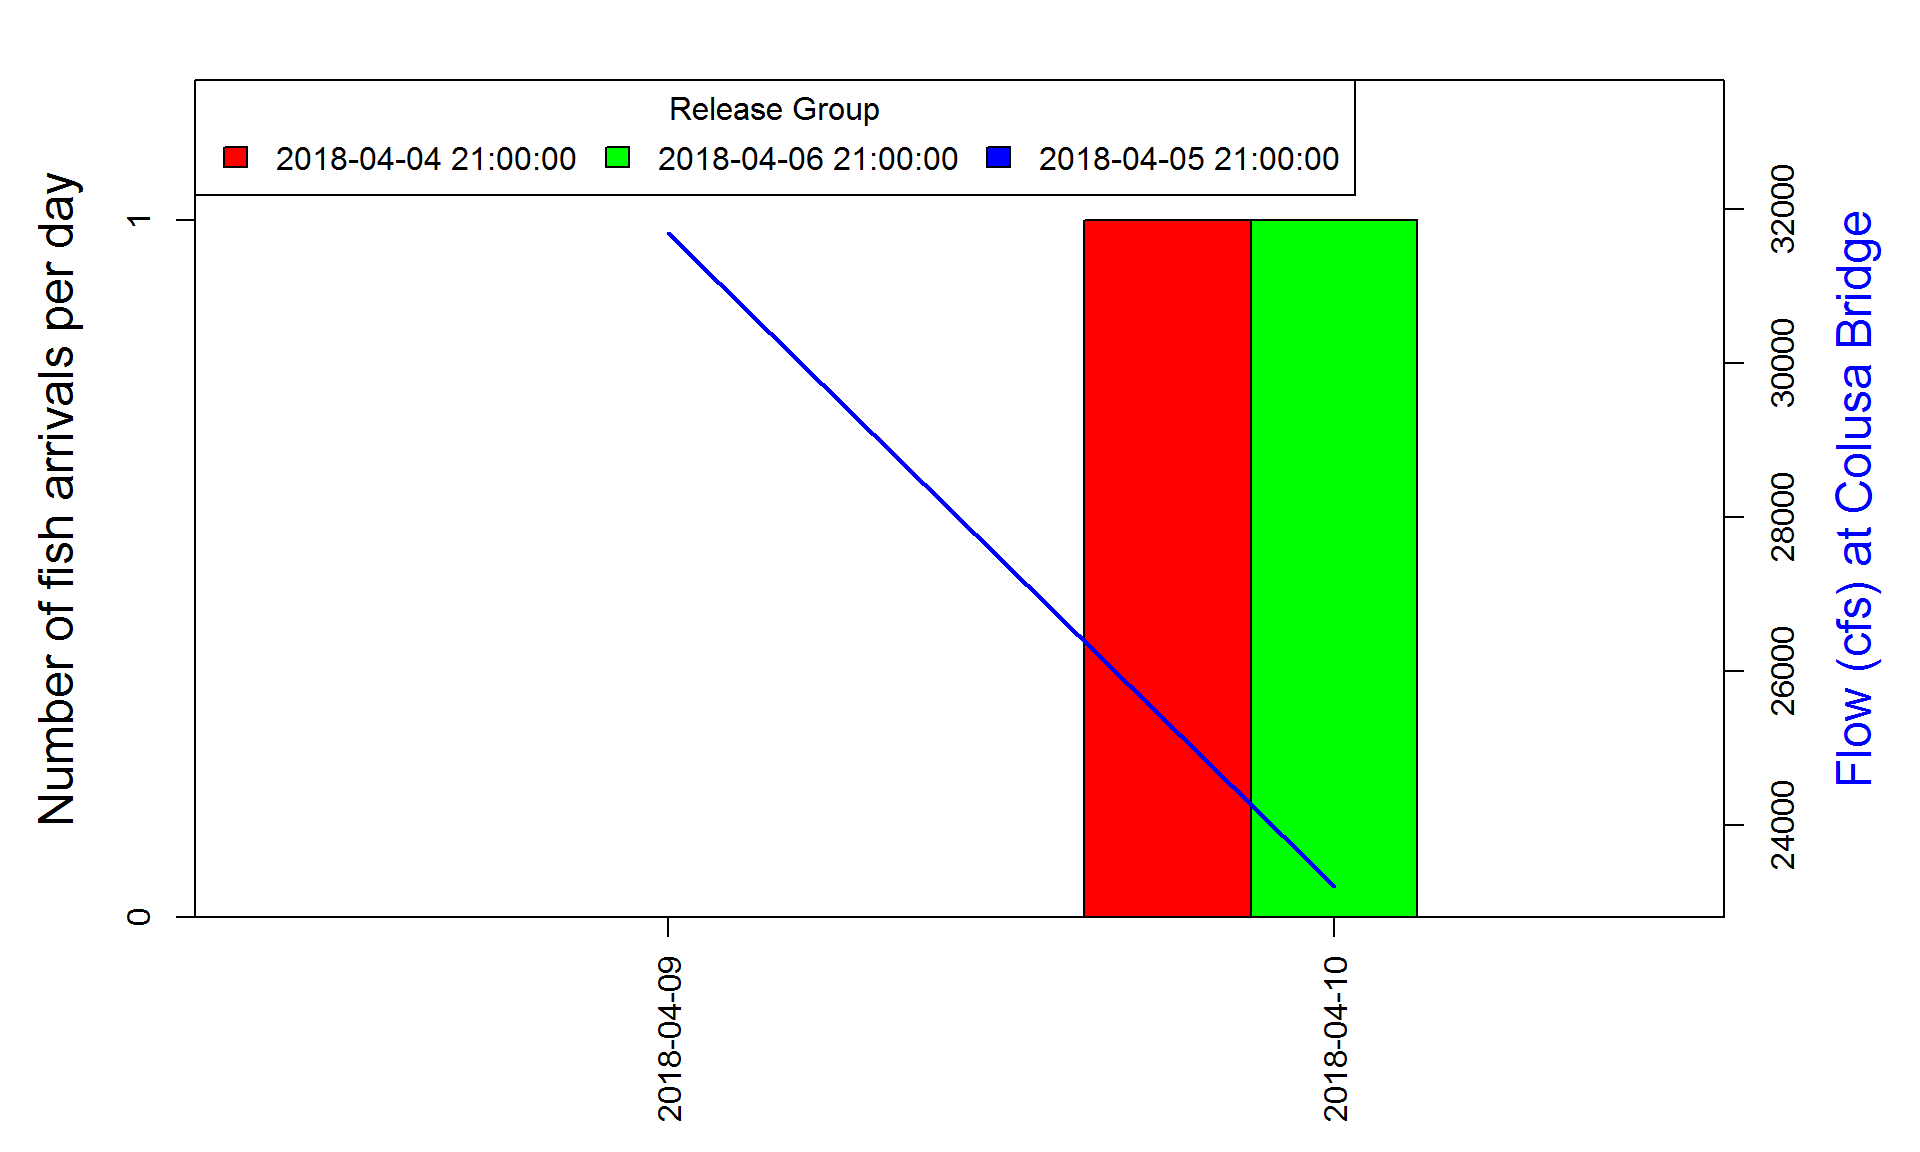 Release Group
2018-04-04 21:00:00 2018-04-06 21:00:00 2018-04-05 21:00:00
Number of fish arrivals per day
1
0
32000
30000
28000
26000
24000
Flow (cfs) at Colusa Bridge
2018-04-09
2018-04-10